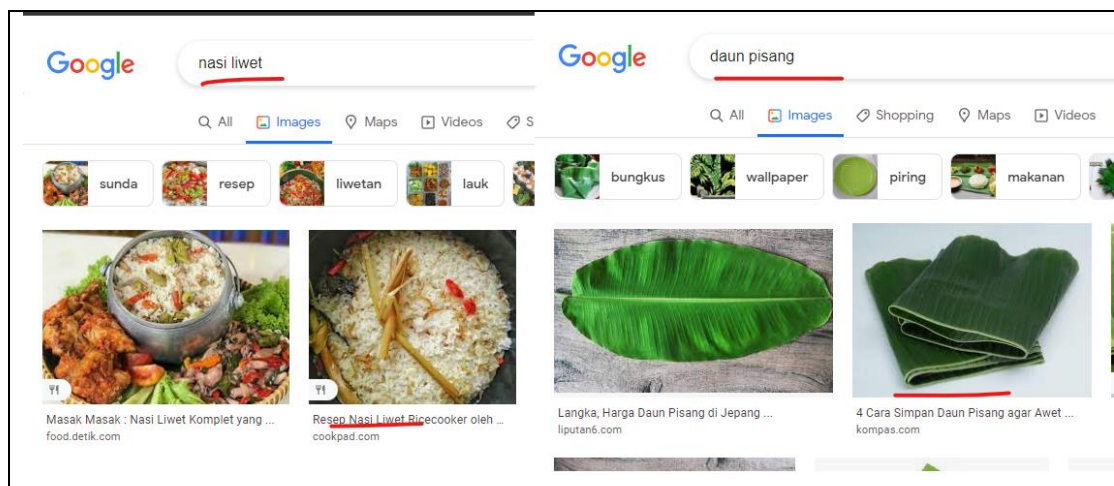 Google
nasi liwet
All Images Maps Videos S
sunda resep liwetan lauk
Masak Masak : Nasi Liwet Komplet yang ...
food.detik.com
Resep Nasi Liwet Ricecooker oleh ...
cookpad.com
Google
daun pisang
All Images Shopping Maps Videos
bungkus wallpaper piring makanan
Langka, Harga Daun Pisang di Jepang ...
liputan6.com
4 Cara Simpan Daun Pisang agar Awet ...
kompas.com